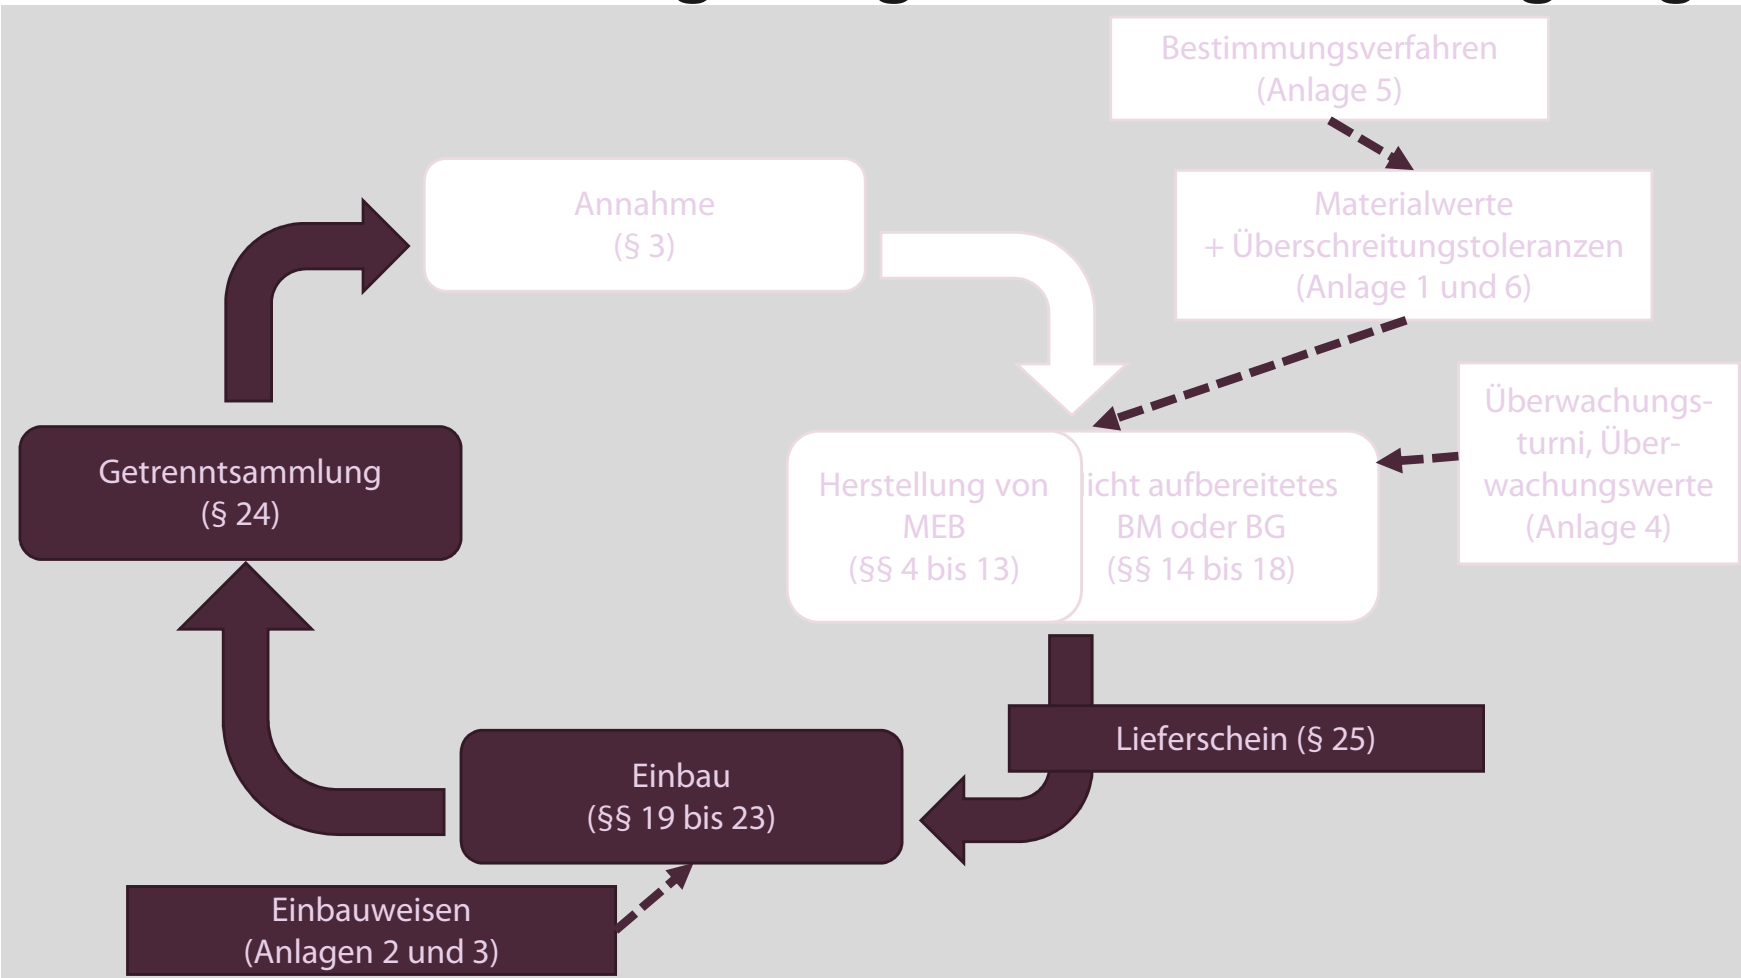 Bestimmungsverfahren
(Anlage 5)
Annahme
(§ 3)
Materialwerte
+ Überschreitungstoleranzen
(Anlage 1 und 6)
Überwachungs-
turni, Über-
wachungswerte
(Anlage 4)
Getrenntsammlung
(§ 24)
Herstellung von
MEB
(§§ 4 bis 13)
icht aufbereitetes
BM oder BG
(§§ 14 bis 18)
Lieferschein (§ 25)
Einbau
(§§ 19 bis 23)
Einbauweisen
(Anlagen 2 und 3)